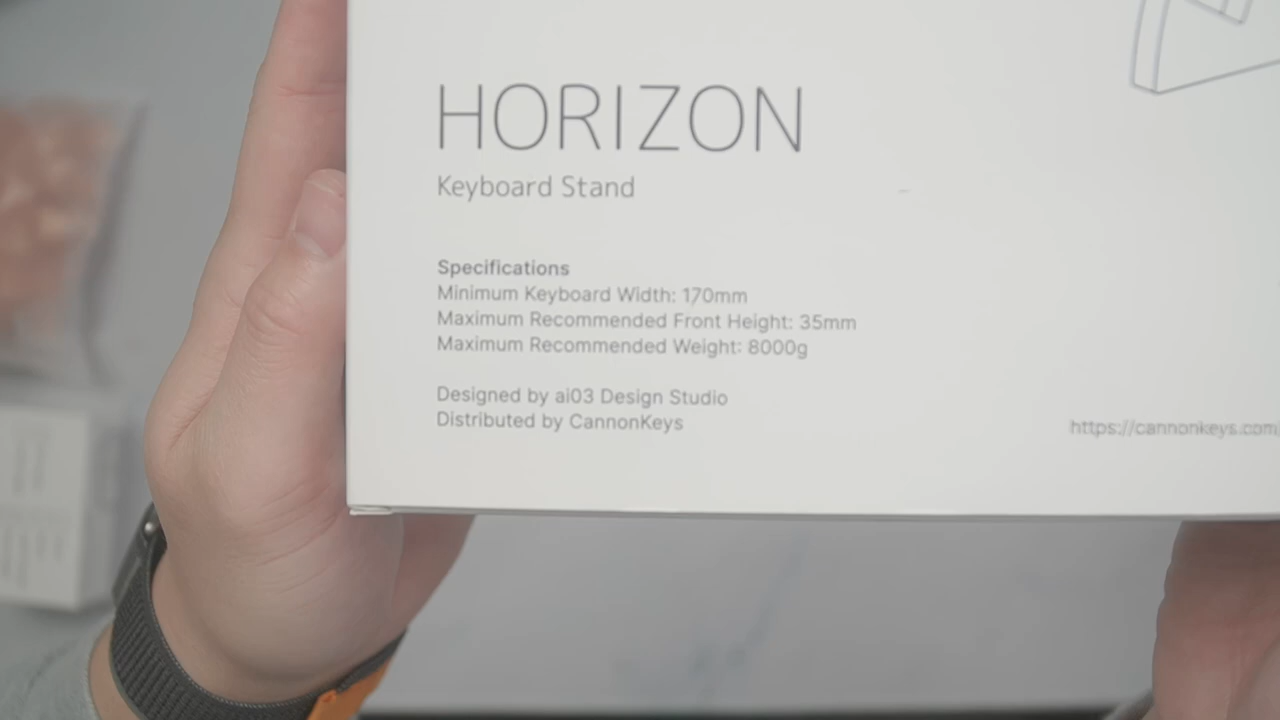 HORIZON
Keyboard Stand
Specifications
Minimum Keyboard Width: 170mm
Maximum Recommended Front Height: 35mm
Maximum Recommended Weight: 8000g
Designed by ai03 Design Studio
Distributed by CannonKeys
https://cannonkeys.com/